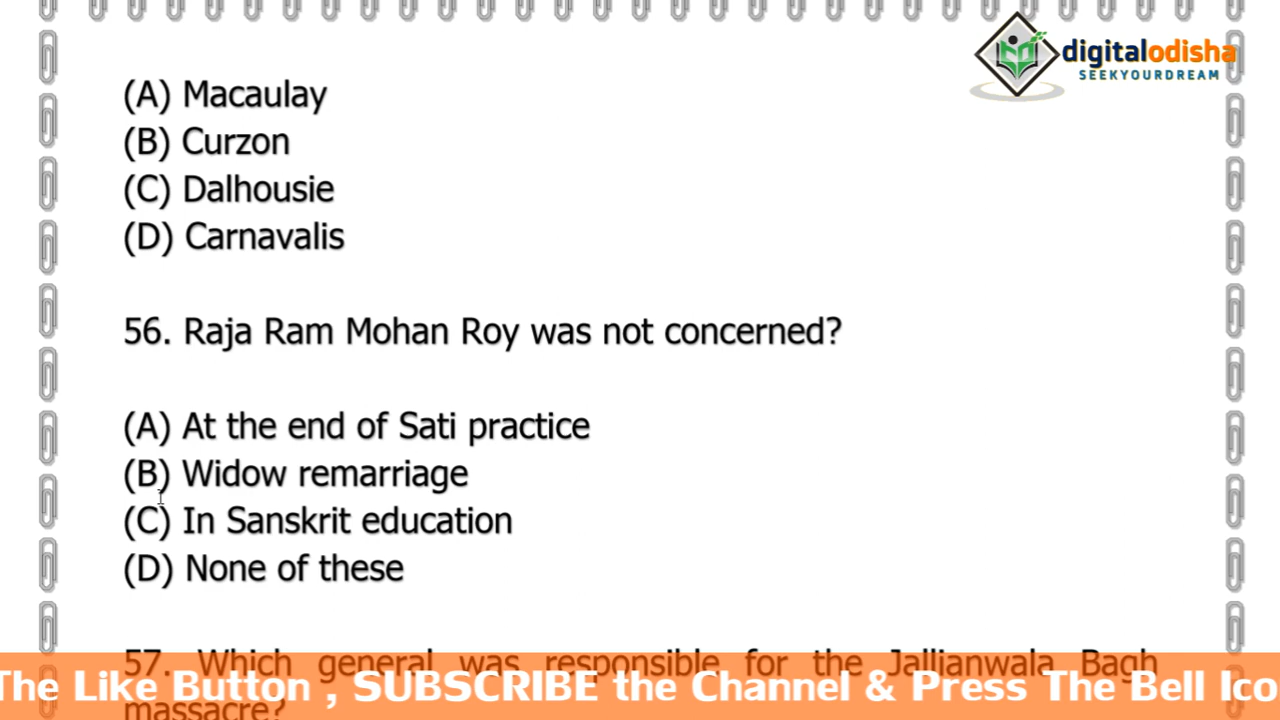 digitalodisha
SEEKYOURDREAM
(A) Macaulay
(B) Curzon
(C) Dalhousie
(D) Carnavalis
56. Raja Ram Mohan Roy was not concerned?
(A) At the end of Sati practice
(B) Widow remarriage
(C) In Sanskrit education
(D) None of these
57. Which general was responsible for the Jallianwala Bagh
massacre?
The Like Button , SUBSCRIBE the Channel & Press The Bell Ico